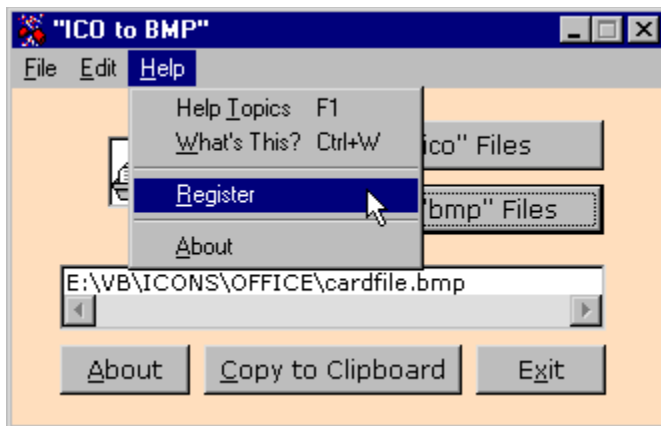 "ICO to BMP"
File Edit Help
Help Topics F1
What's This? Ctrl+W
Register
About
ico" Files
"bmp" Files
E:\VB\ICONS\OFFICE\cardfile.bmp
About Copy to Clipboard Exit